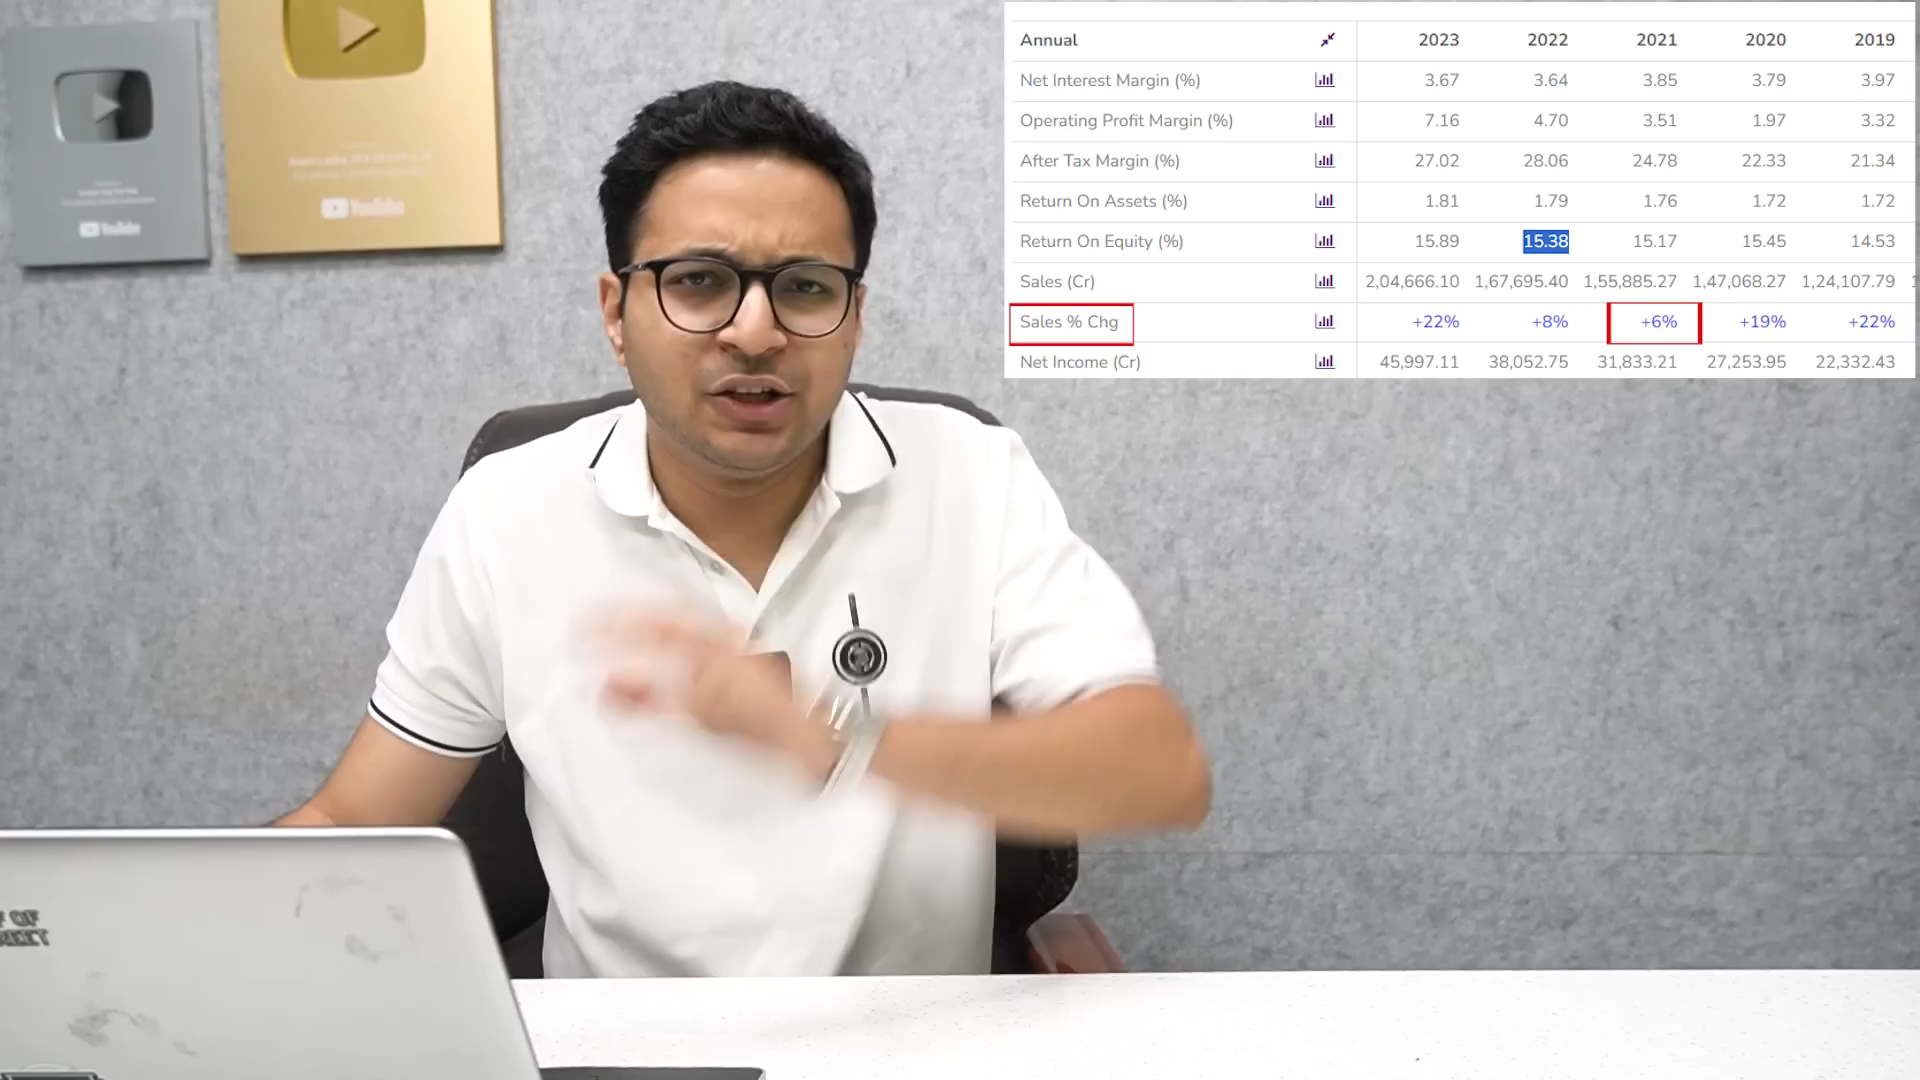 YouTube
YouTube
Annual 2023 2022 2021 2020 2019
Net Interest Margin (%) 3.67 3.64 3.85 3.79 3.97
Operating Profit Margin (%) 7.16 4.70 3.51 1.97 3.32
After Tax Margin (%) 27.02 28.06 24.78 22.33 21.34
Return On Assets (%) 1.81 1.79 1.76 1.72 1.72
Return On Equity (%) 15.89 15.38 15.17 15.45 14.53
Sales (Cr) 2,04,666.10 1,67,695.40 1,55,885.27 1,47,068.27 1,24,107.79
Sales % Chg +22% +8% +6% +19% +22%
Net Income (Cr) 45,997.11 38,052.75 31,833.21 27,253.95 22,332.43